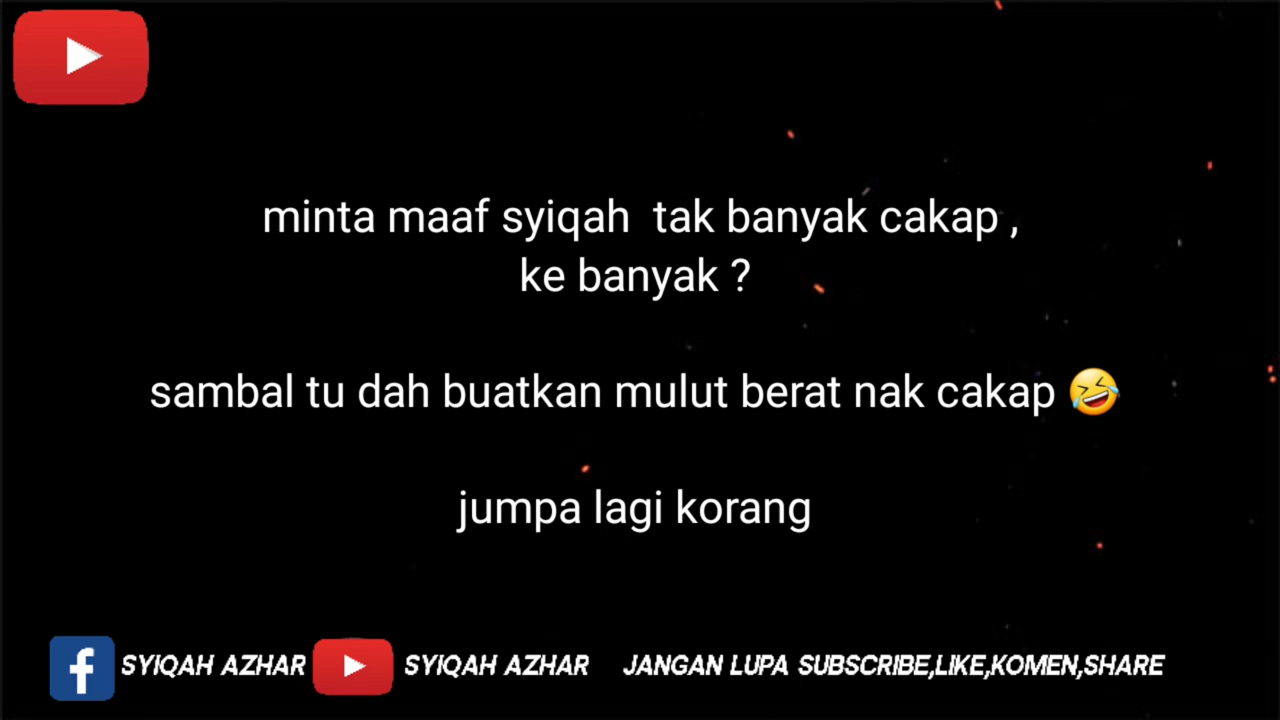 minta maaf syiqah tak banyak cakap ,
ke banyak ?
sambal tu dah buatkan mulut berat nak cakap 🤣
jumpa lagi korang
SYIQAH AZHAR SYIQAH AZHAR JANGAN LUPA SUBSCRIBE,LIKE,KOMEN,SHARE